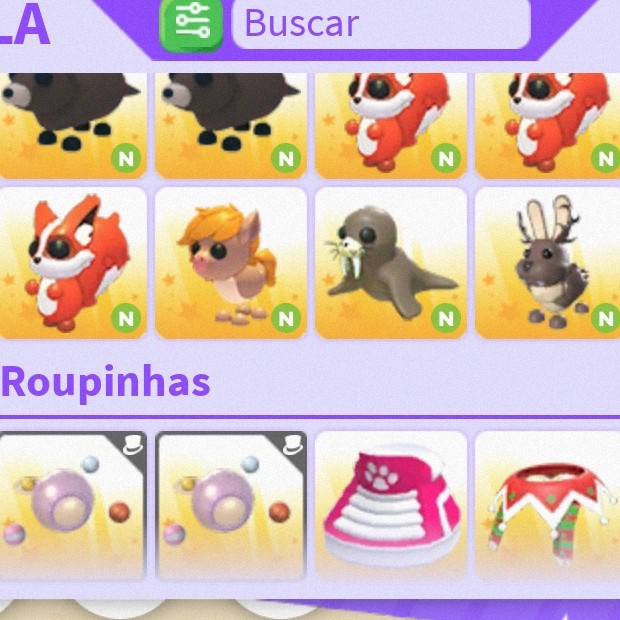 LA
Buscar
N N N N
N N N N
Roupinhas